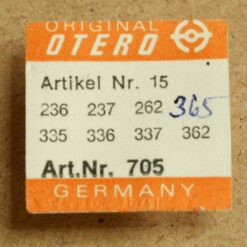 ORIGINAL
OTERO
Artikel Nr. 15
236 237 262 365
335 336 337 362
Art.Nr. 705
GERMANY